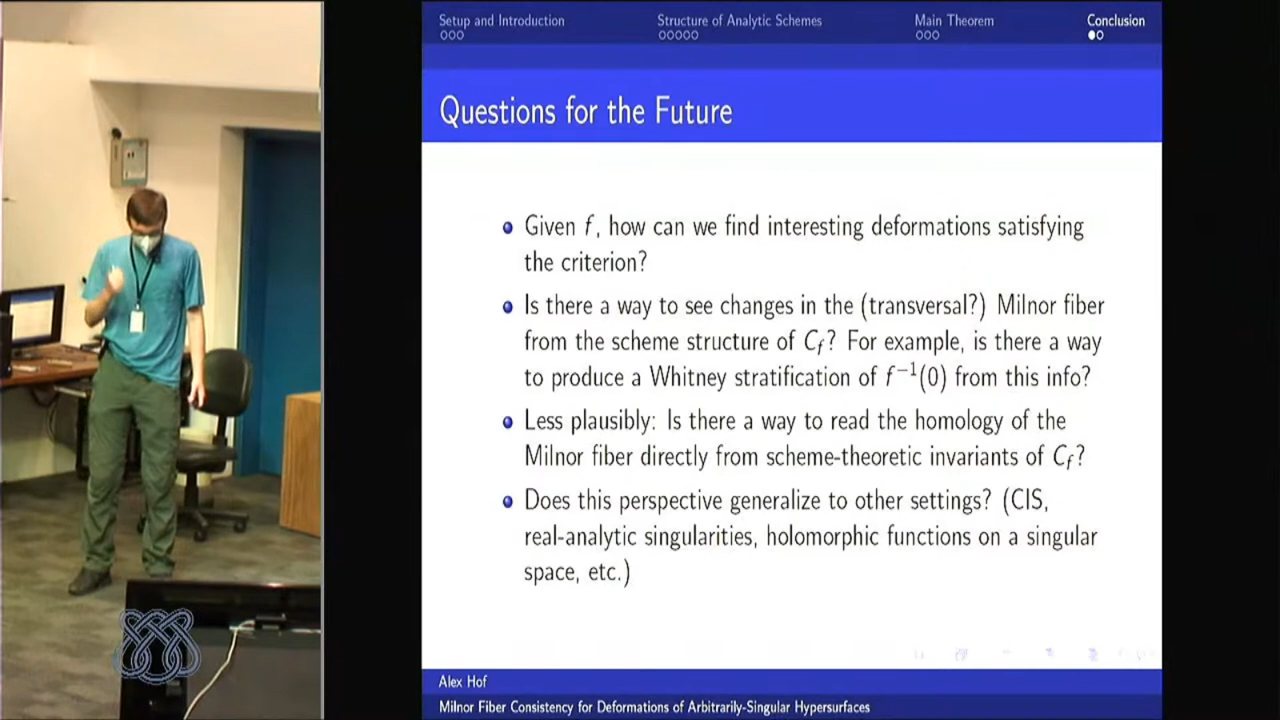 Setup and Introduction
Structure of Analytic Schemes
Main Theorem
Conclusion
Questions for the Future
Given f, how can we find interesting deformations satisfying
the criterion?
Is there a way to see changes in the (transversal?) Milnor fiber
from the scheme structure of C_f? For example, is there a way
to produce a Whitney stratification of f⁻¹(0) from this info?
Less plausibly: Is there a way to read the homology of the
Milnor fiber directly from scheme-theoretic invariants of C_f?
Does this perspective generalize to other settings? (CIS,
real-analytic singularities, holomorphic functions on a singular
space, etc.)
Alex Hof
Milnor Fiber Consistency for Deformations of Arbitrarily-Singular Hypersurfaces